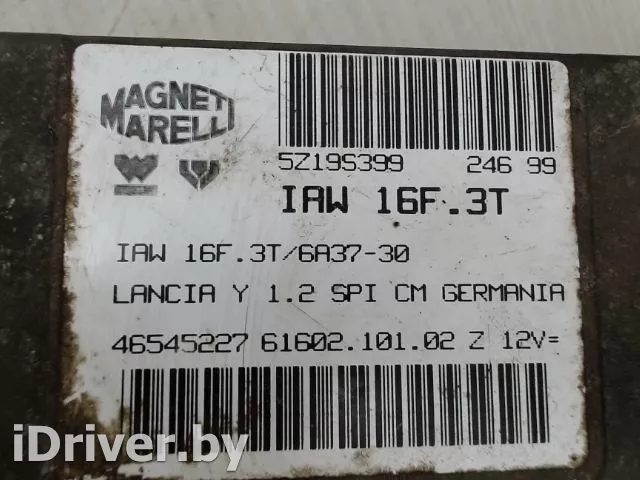 MAGNETI
MARELLI
5Z19S399 246 99
IAW 16F.3T
IAW 16F.3T/6A37-30
LANCIA Y 1.2 SPI CM GERMANIA
46545227 61602.101.02 Z 12V=
iDriver.by